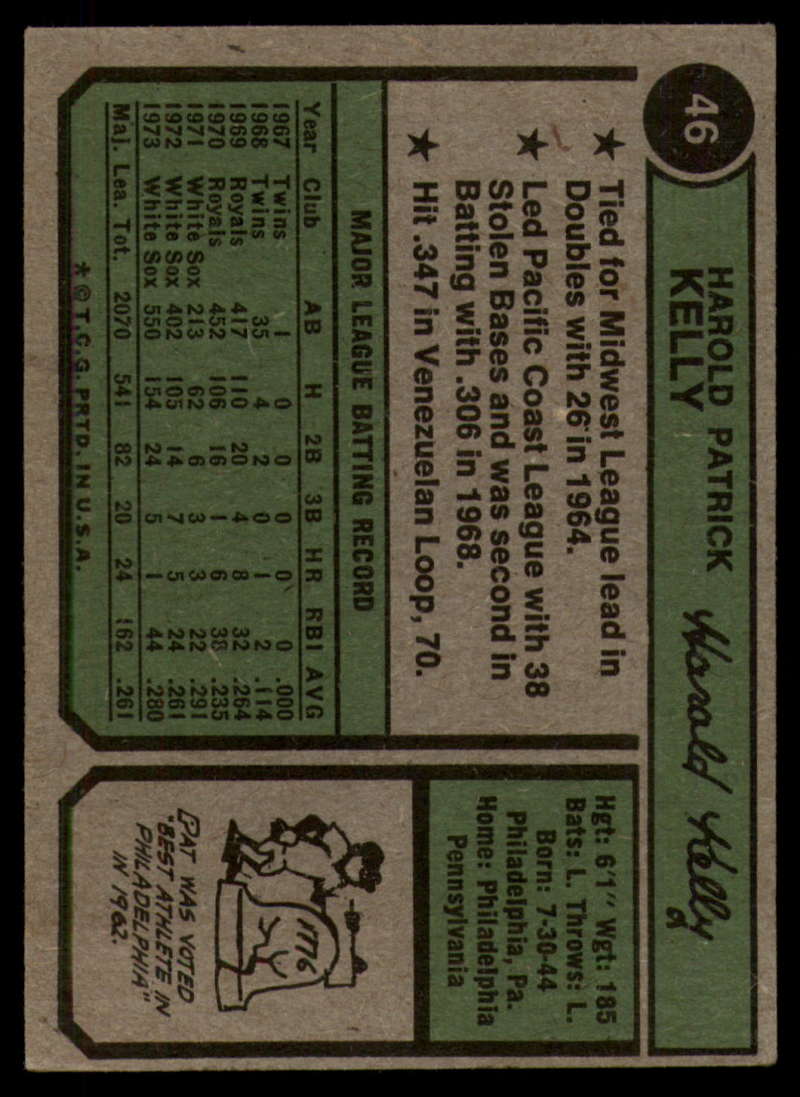 46
HAROLD PATRICK
KELLY
Harold Kelly
★ Tied for Midwest League lead in
Doubles with 26 in 1964.
★ Led Pacific Coast League with 38
Stolen Bases and was second in
Batting with .306 in 1968.
★ Hit .347 in Venezuelan Loop, 70.
MAJOR LEAGUE BATTING RECORD
Year Club AB H 2B 3B HR RBI AVG
1967 Twins 1 0 0 0 0 0 .000
1968 Twins 35 4 2 0 1 2 .114
1969 Royals 417 110 20 4 8 32 .264
1970 Royals 452 106 16 1 6 38 .235
1971 White Sox 213 62 6 3 3 22 .291
1972 White Sox 402 105 14 7 5 24 .261
1973 White Sox 550 154 24 5 1 44 .280
Maj. Lea. Tot. 2070 541 82 20 24 162 .261
* © T.C.G. PRTD. IN U.S.A.
Hgt: 6'1" Wgt: 185
Bats: L. Throws: L.
Born: 7-30-44
Philadelphia, Pa.
Home: Philadelphia
Pennsylvania
1776
PAT WAS VOTED
"BEST ATHLETE IN
PHILADELPHIA"
IN 1962.